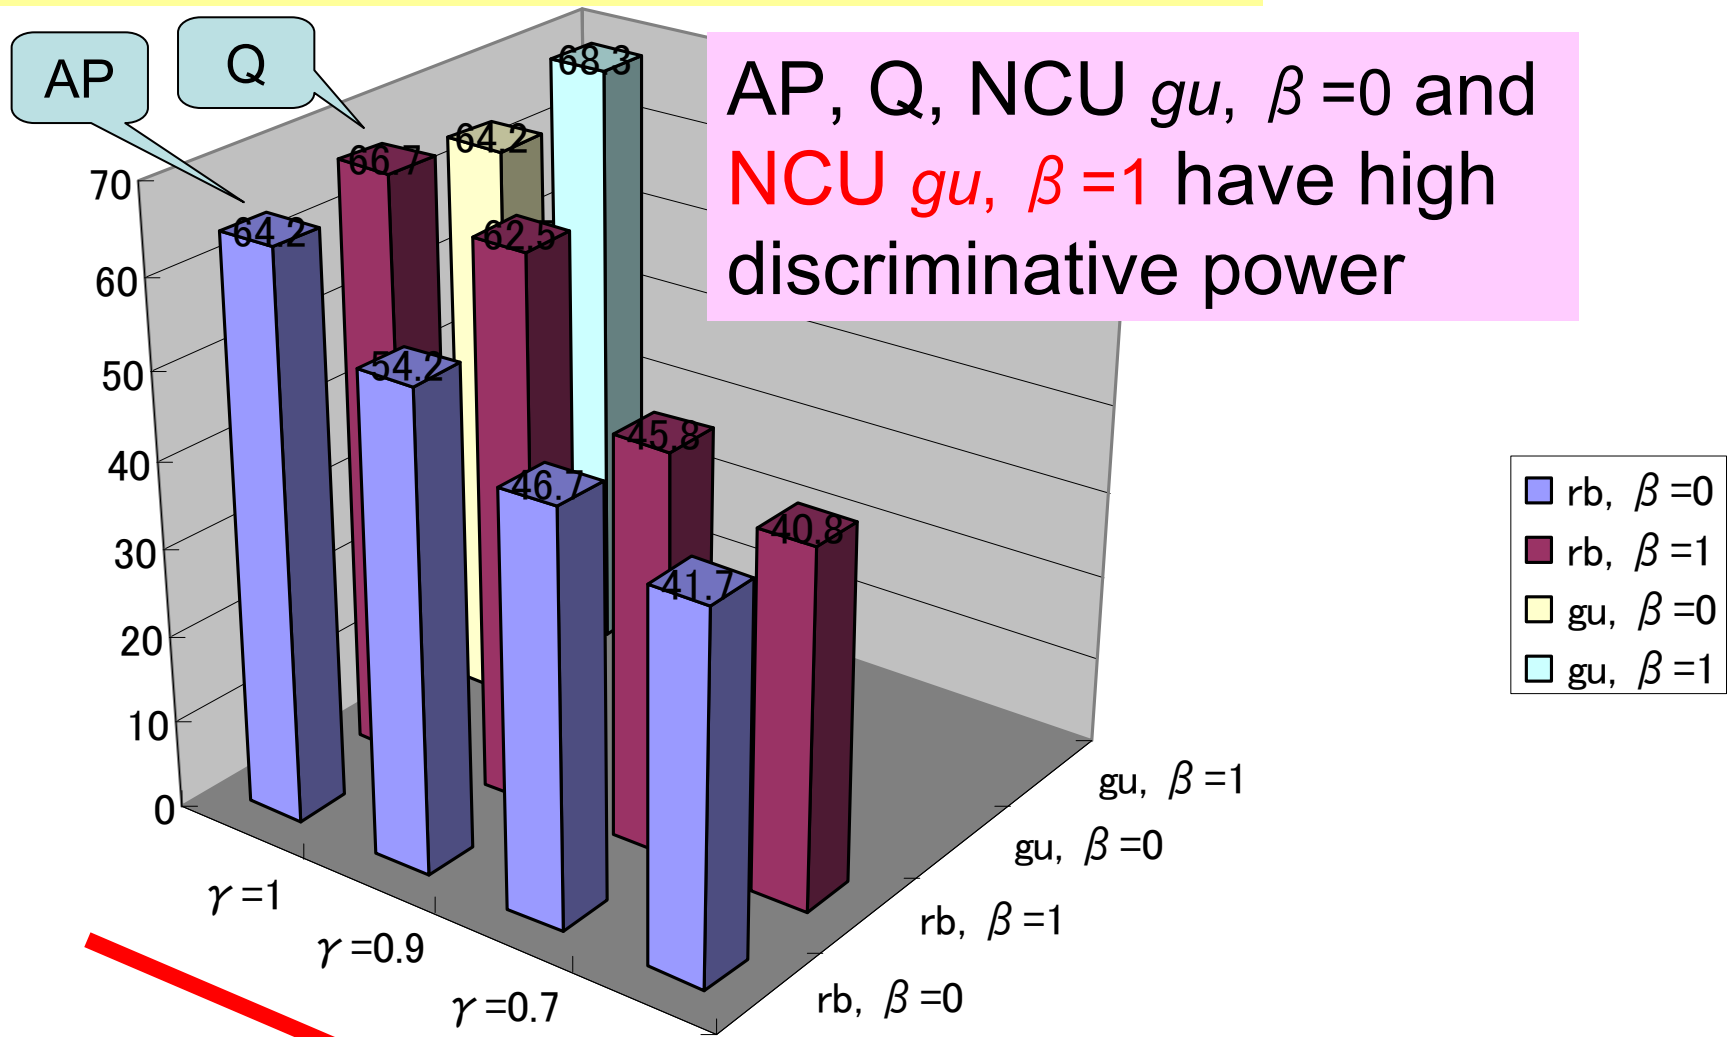 AP
Q
AP, Q, NCU gu, β=0 and
NCU gu, β=1 have high
discriminative power
68.3
64.2
66.7
62.5
64.2
54.2
45.8
46.7
40.8
41.7
70
60
50
40
30
20
10
0
γ=1
γ=0.9
γ=0.7
gu, β=1
gu, β=0
rb, β=1
rb, β=0
rb, β=0
rb, β=1
gu, β=0
gu, β=1